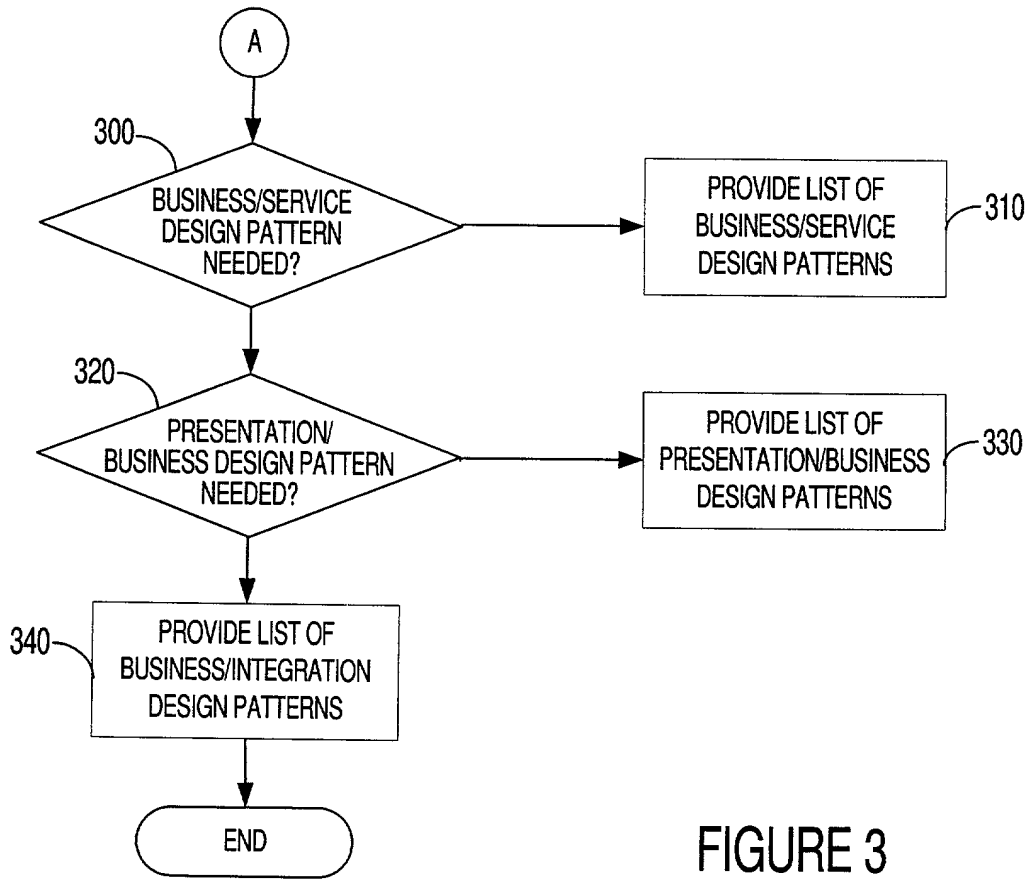 A
300
BUSINESS/SERVICE
DESIGN PATTERN
NEEDED?
PROVIDE LIST OF
BUSINESS/SERVICE
DESIGN PATTERNS
310
320
PRESENTATION/
BUSINESS DESIGN PATTERN
NEEDED?
PROVIDE LIST OF
PRESENTATION/BUSINESS
DESIGN PATTERNS
330
340
PROVIDE LIST OF
BUSINESS/INTEGRATION
DESIGN PATTERNS
END
FIGURE 3